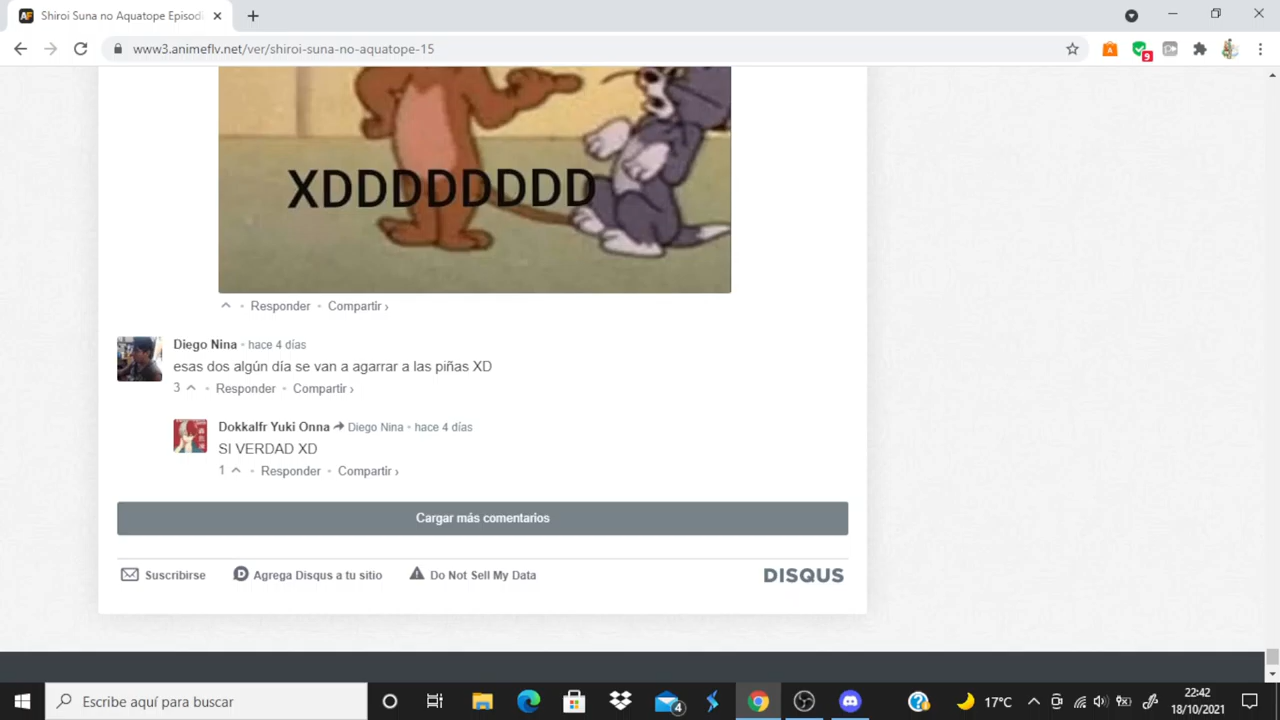 Shiroi Suna no Aquatope Episodi
www3.animeflv.net/ver/shiroi-suna-no-aquatope-15
9
XDDDDDDDD
Responder • Compartir ›
Diego Nina • hace 4 días
esas dos algún día se van a agarrar a las piñas XD
3 • Responder • Compartir ›
Dokkalfr Yuki Onna Diego Nina • hace 4 días
SI VERDAD XD
1 • Responder • Compartir ›
Cargar más comentarios
Suscribirse Agrega Disqus a tu sitio Do Not Sell My Data DISQUS
Escribe aquí para buscar 4 17°C 22:42
18/10/2021